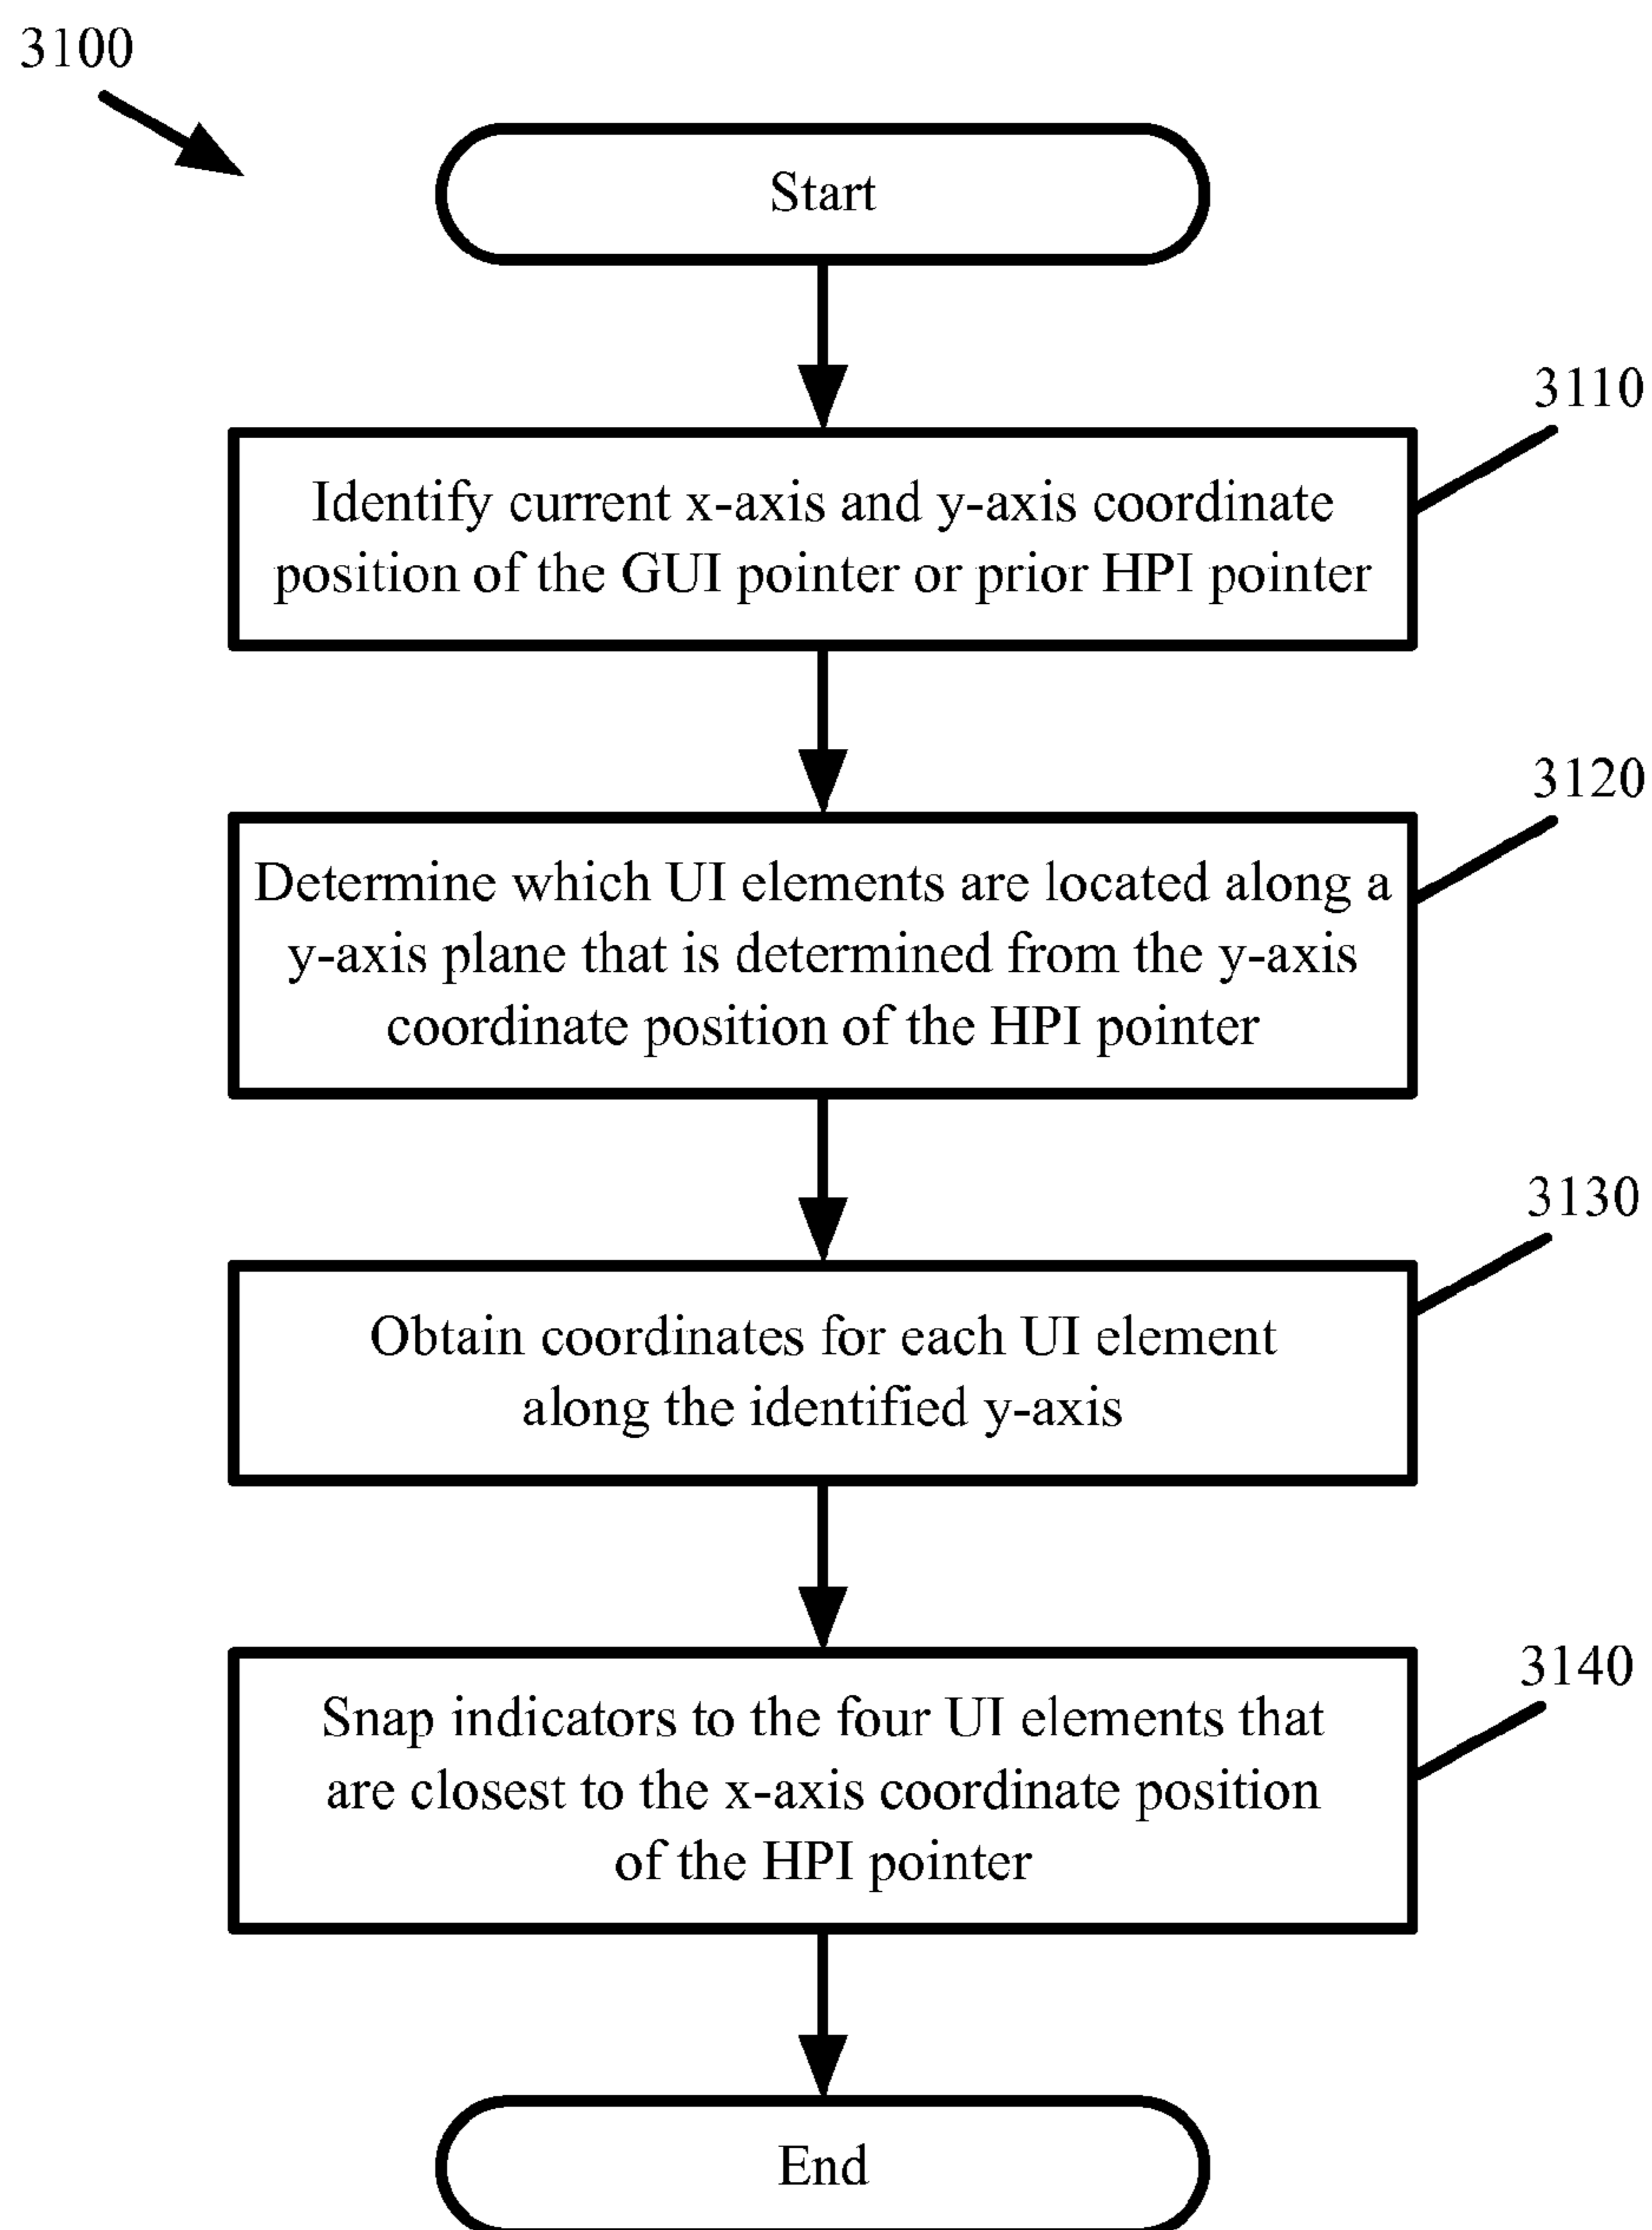 3100
Start
3110
Identify current x-axis and y-axis coordinate
position of the GUI pointer or prior HPI pointer
3120
Determine which UI elements are located along a
y-axis plane that is determined from the y-axis
coordinate position of the HPI pointer
3130
Obtain coordinates for each UI element
along the identified y-axis
3140
Snap indicators to the four UI elements that
are closest to the x-axis coordinate position
of the HPI pointer
End